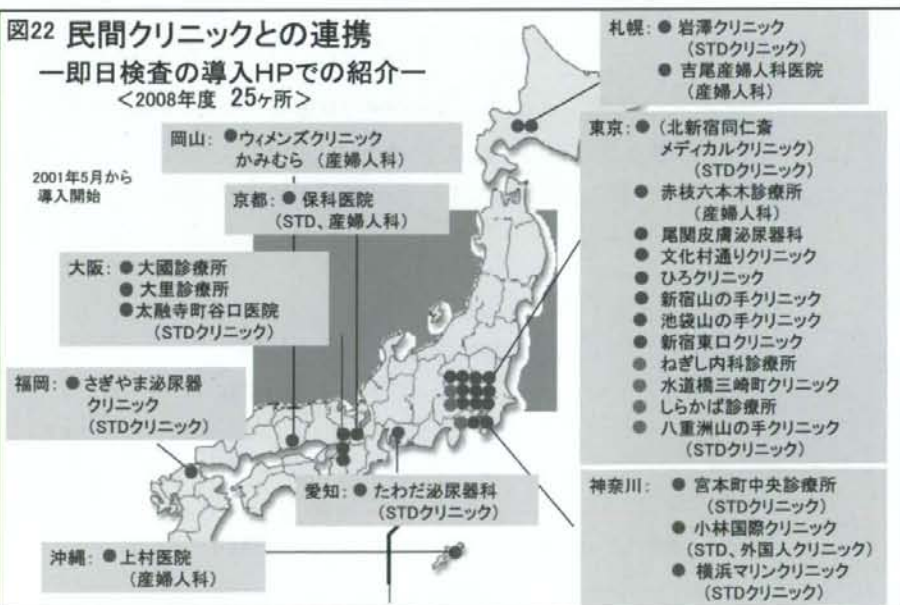 図22 民間クリニックとの連携
ー即日検査の導入HPでの紹介ー
<2008年度 25ヶ所>
2001年5月から
導入開始
岡山: ●ウィメンズクリニック
かみむら (産婦人科)
京都: ● 保科医院
(STD、産婦人科)
大阪: ● 大國診療所
● 大里診療所
●太融寺町谷口医院
(STDクリニック)
福岡: ● さぎやま泌尿器
クリニック
(STDクリニック)
愛知: ● たわだ泌尿器科
(STDクリニック)
沖縄: ● 上村医院
(産婦人科)
札幌: ● 岩澤クリニック
(STDクリニック)
● 吉尾産婦人科医院
(産婦人科)
東京: ● (北新宿同仁斎
メディカルクリニック)
(STDクリニック)
● 赤枝六本木診療所
(産婦人科)
● 尾関皮膚泌尿器科
● 文化村通りクリニック
● ひろクリニック
● 新宿山の手クリニック
● 池袋山の手クリニック
● 新宿東口クリニック
● ねぎし内科診療所
● 水道橋三崎町クリニック
● しらかば診療所
● 八重洲山の手クリニック
(STDクリニック)
神奈川: ● 宮本町中央診療所
(STDクリニック)
● 小林国際クリニック
(STD、外国人クリニック)
● 横浜マリンクリニック
(STDクリニック)